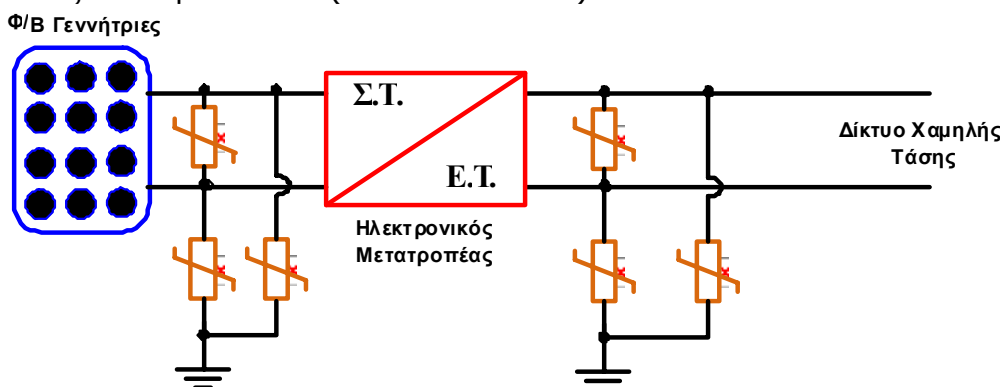 Φ/Β Γεννήτριες
Σ.Τ.
Ε.Τ.
Ηλεκτρονικός
Μετατροπέας
Δίκτυο Χαμηλής
Τάσης